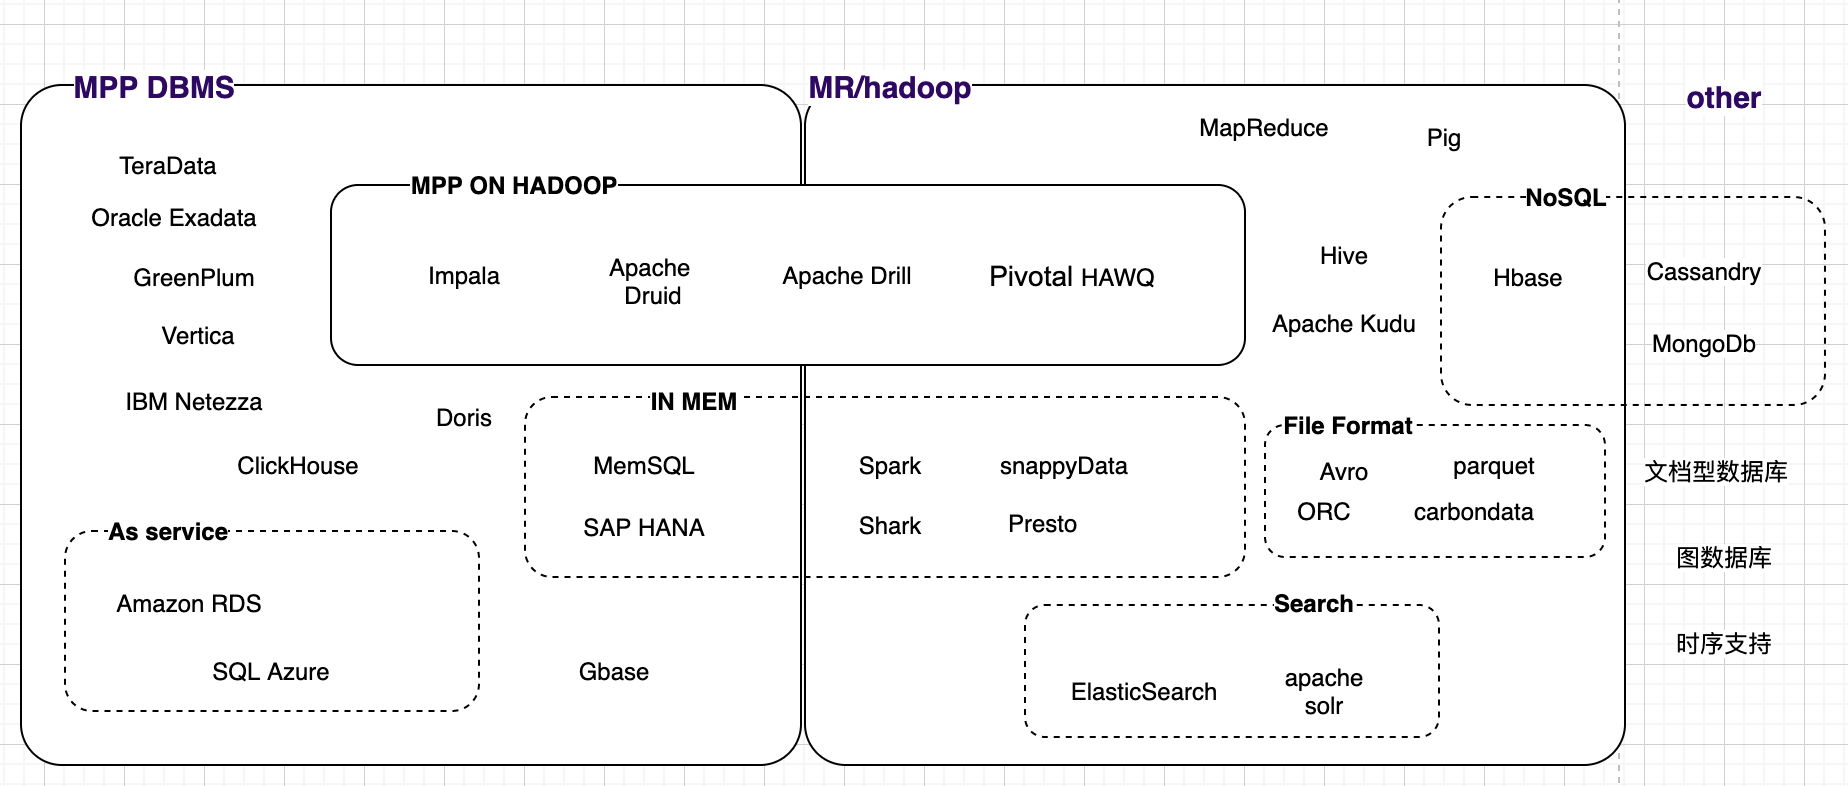 MPP DBMS
TeraData
Oracle Exadata
GreenPlum
Vertica
IBM Netezza
Doris
ClickHouse
As service
Amazon RDS
SQL Azure
Gbase
MPP ON HADOOP
Impala
Apache
Druid
Apache Drill
Pivotal HAWQ
IN MEM
MemSQL
SAP HANA
Spark
snappyData
Shark
Presto
MR/hadoop
MapReduce
Pig
Hive
Apache Kudu
NoSQL
Hbase
Cassandry
MongoDb
File Format
Avro
parquet
ORC
carbondata
Search
ElasticSearch
apache
solr
other
文档型数据库
图数据库
时序支持